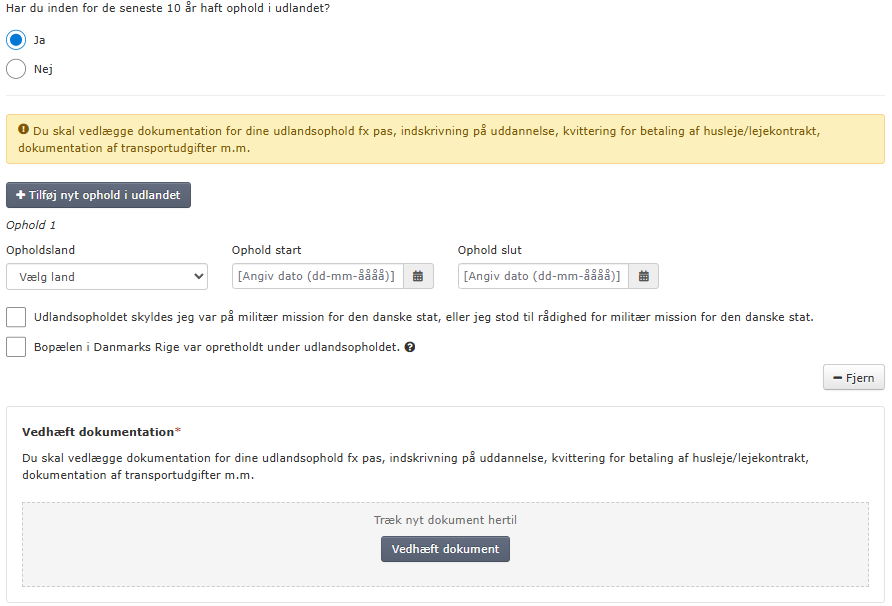 Har du inden for de seneste 10 år haft ophold i udlandet?
Ja
Nej
Du skal vedlægge dokumentation for dine udlandsophold fx pas, indskrivning på uddannelse, kvittering for betaling af husleje/lejekontrakt,
dokumentation af transportudgifter m.m.
Tilføj nyt ophold i udlandet
Ophold 1
Opholdsland Ophold start Ophold slut
Vælg land [Angiv dato (dd-mm-åååå)] [Angiv dato (dd-mm-åååå)]
Udlandsopholdet skyldes jeg var på militær mission for den danske stat, eller jeg stod til rådighed for militær mission for den danske stat.
Bopælen i Danmarks Rige var opretholdt under udlandsopholdet.
Fjern
Vedhæft dokumentation*
Du skal vedlægge dokumentation for dine udlandsophold fx pas, indskrivning på uddannelse, kvittering for betaling af husleje/lejekontrakt,
dokumentation af transportudgifter m.m.
Træk nyt dokument hertil
Vedhæft dokument